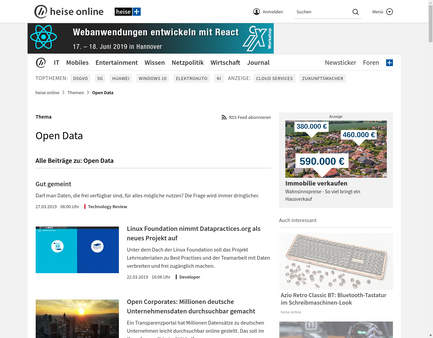 heise online
heise +
Anmelden
Suchen
Menü
Webanwendungen entwickeln mit React
17. – 18. Juni 2019 in Hannover
Workshop
IT Mobiles Entertainment Wissen Netzpolitik Wirtschaft Journal Newsticker Foren
TOPTHEMEN: DSGVO 5G HUAWEI WINDOWS 10 ELEKTROAUTO KI ANZEIGE: CLOUD SERVICES ZUKUNFTSMACHER
heise online > Themen > Open Data
Thema
RSS-Feed abonnieren
Open Data
Alle Beiträge zu: Open Data
Gut gemeint
Darf man Daten, die frei verfügbar sind, für alles mögliche nutzen? Die Frage wird immer dringlicher.
27.03.2019 06:00 Uhr Technology Review
Linux Foundation nimmt Datapractices.org als
neues Projekt auf
Unter dem Dach der Linux Foundation soll das Projekt
Lehrmaterialien zu Best Practices und der Teamarbeit mit Daten
verbreiten und frei zugänglich machen.
22.03.2019 Developer
Open Corporates: Millionen deutsche
Unternehmensdaten durchsuchbar gemacht
Ein Transparenzportal hat Millionen Datensätze zu deutschen
Unternehmen leicht durchsuchbar online gestellt. Das soll im
Anzeige
380.000 €
460.000 €
590.000 €
Immobilie verkaufen
Wahnsinnspreise - So viel bringt ein
Hausverkauf
Auch interessant
Azio Retro Classic BT: Bluetooth-Tastatur
im Schreibmaschinen-Look
heise online